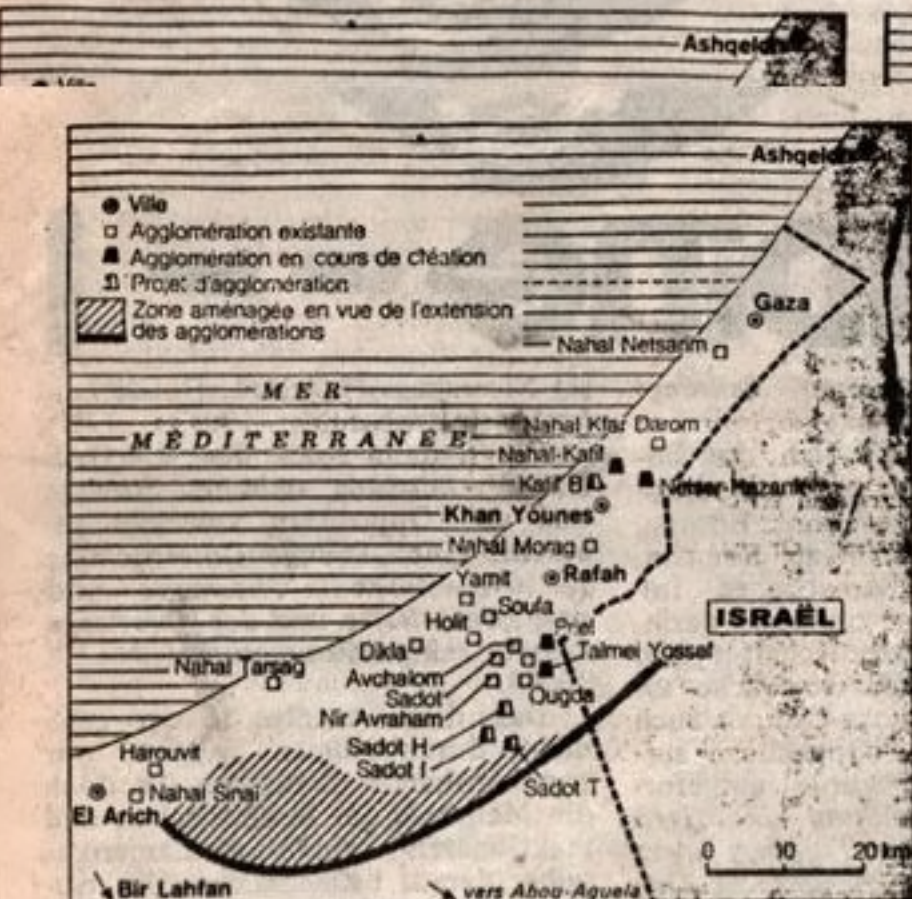 Ashqelon
Ville
Ashqelon
Ville
Agglomération existante
Agglomération en cours de création
Projet d'agglomération
Zone aménagée en vue de l'extension
des agglomérations
Gaza
Nahal Netsarim
MER
MÉDITERRANÉE
Nahal Kfar Darom
Nahal-Katif
Katif B
Netser-Hazani
Khan Younes
Nahal Morag
Rafah
Yamit
Soufa
Holit
Priel
ISRAËL
Dikla
Talmei Yossef
Nahal Tarsag
Avchalom
Sadot
Ougda
Nir Avraham
Sadot H
Sadot I
Harouvit
Sadot T
Nahal Sinai
El Arich
0 10 20 km
Bir Lahfan
vers Abou-Aguela